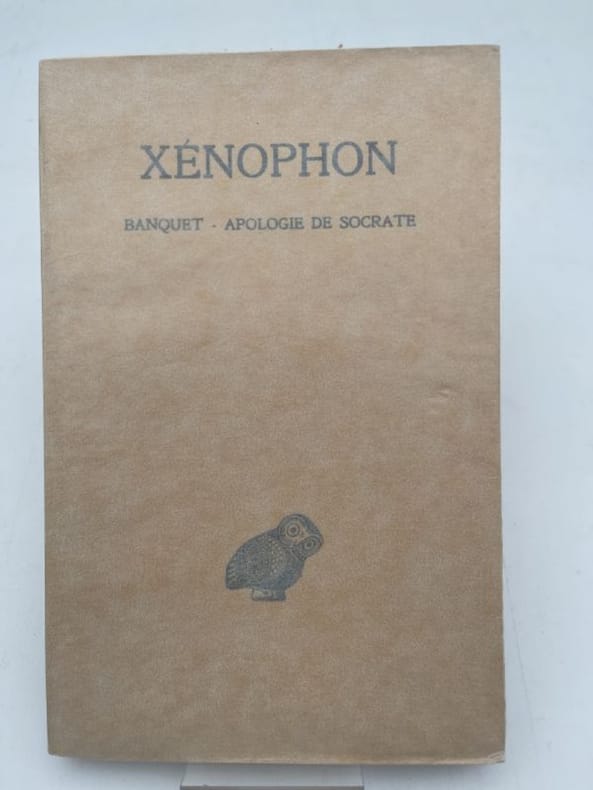 XÉNOPHON
BANQUET - APOLOGIE DE SOCRATE